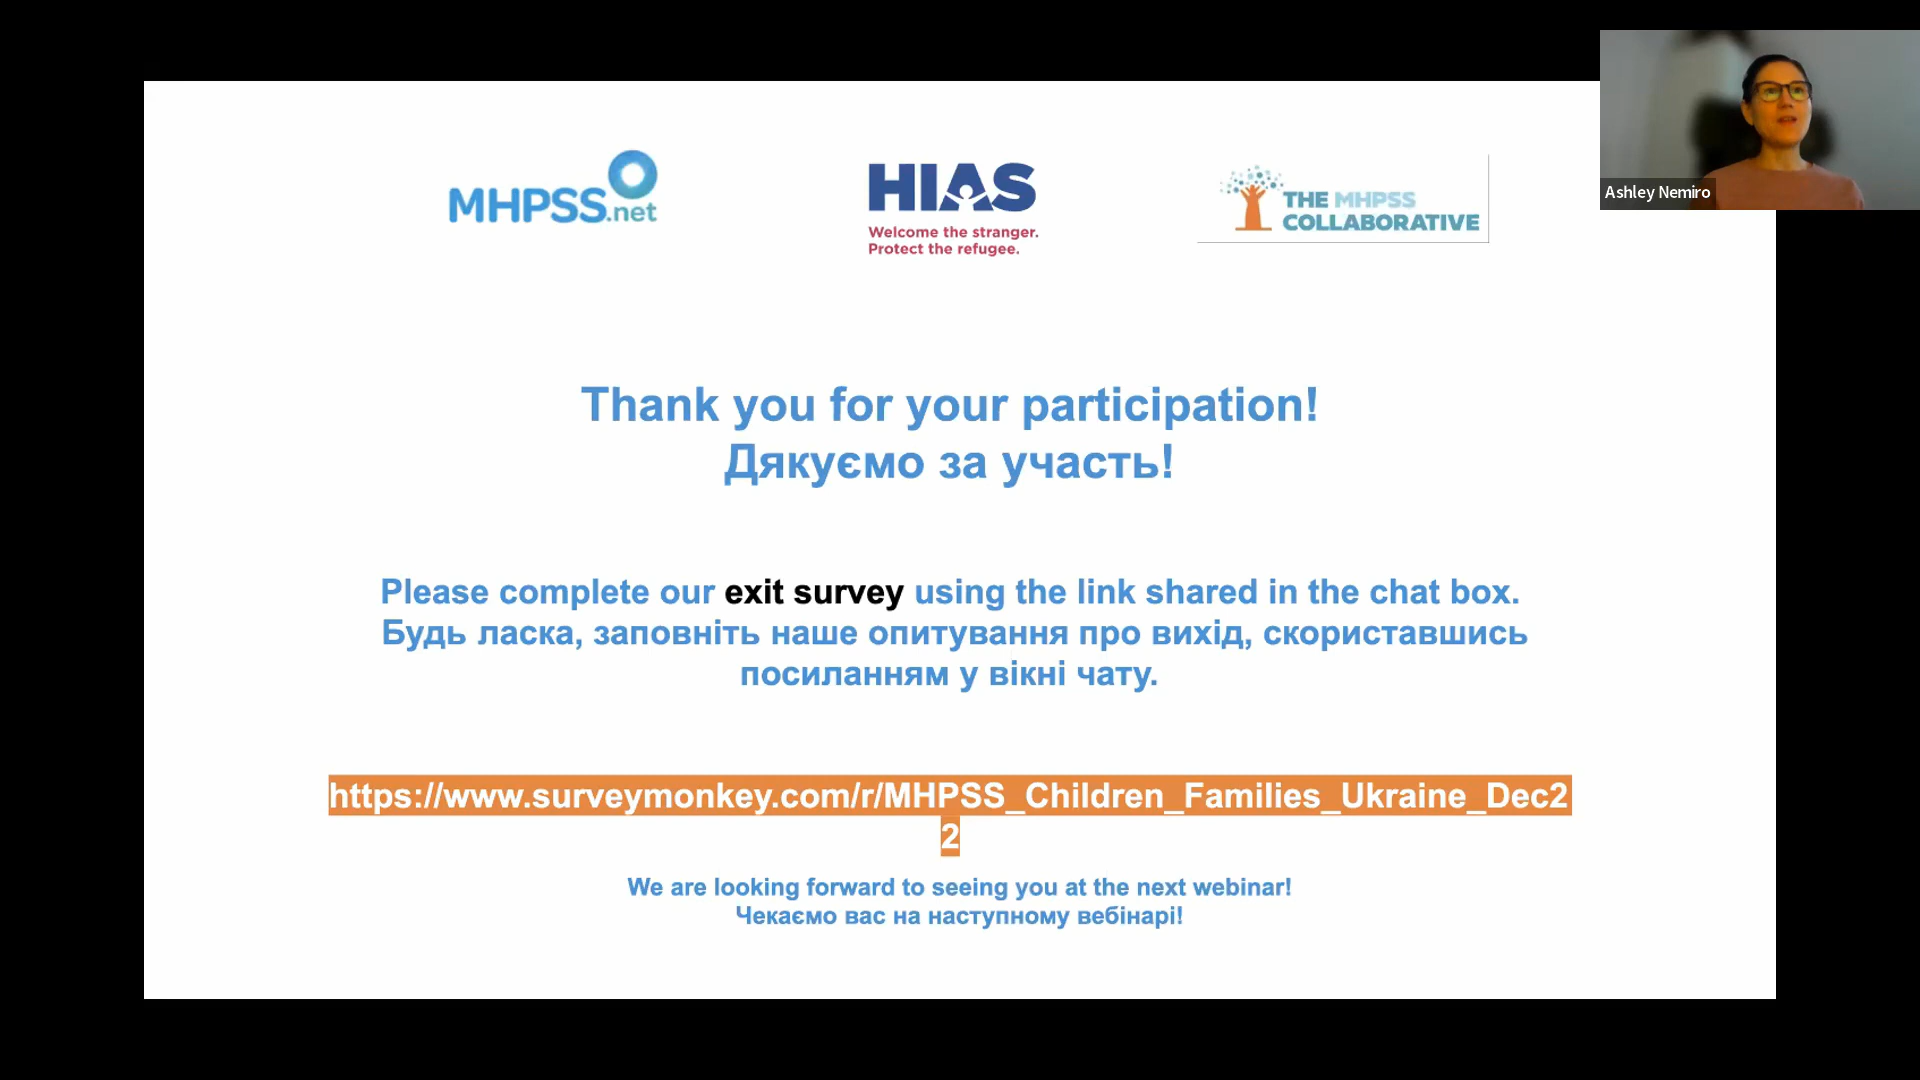 MHPSS.net
HIAS
Welcome the stranger.
Protect the refugee.
THE MHPSS
COLLABORATIVE
Ashley Nemiro
Thank you for your participation!
Дякуємо за участь!
Please complete our exit survey using the link shared in the chat box.
Будь ласка, заповніть наше опитування про вихід, скориставшись
посиланням у вікні чату.
https://www.surveymonkey.com/r/MHPSS_Children_Families_Ukraine_Dec2
2
We are looking forward to seeing you at the next webinar!
Чекаємо вас на наступному вебінарі!